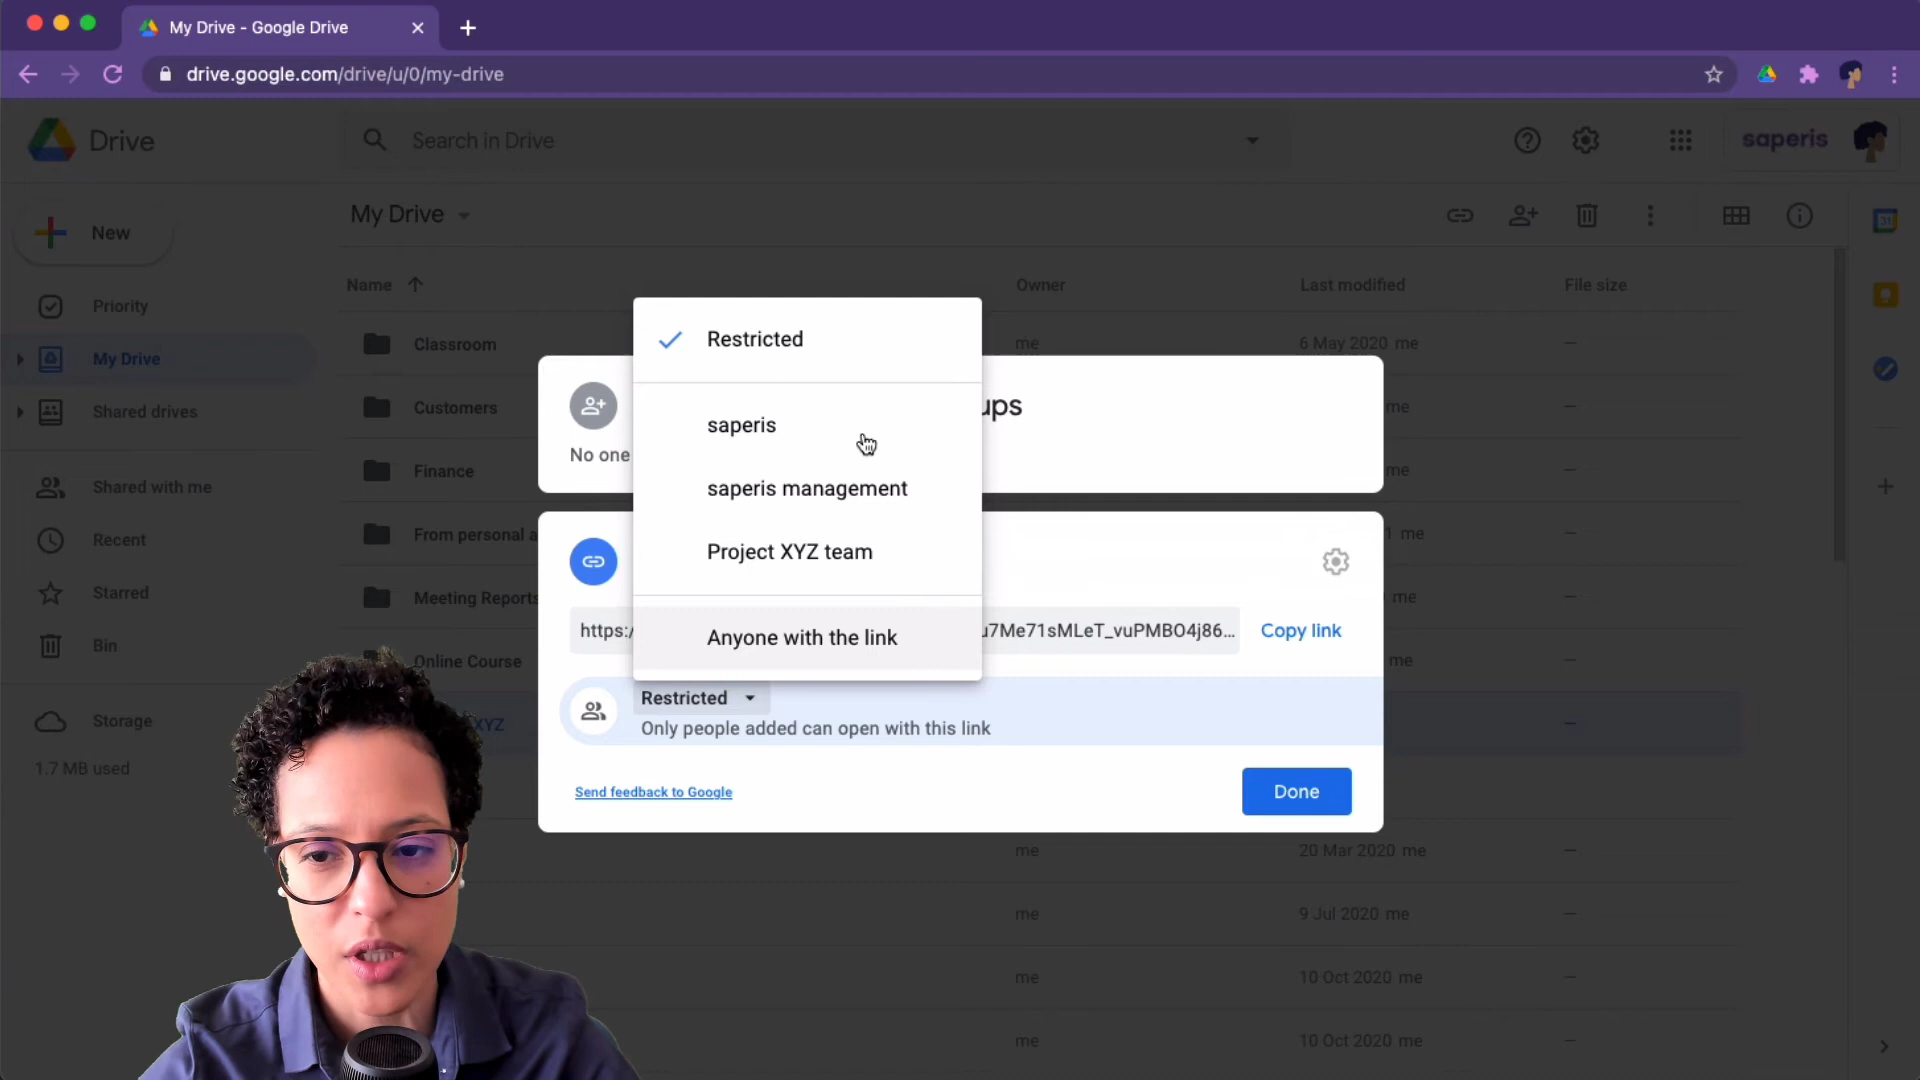 My Drive - Google Drive
drive.google.com/drive/u/0/my-drive
Drive
Search in Drive
saperis
New
My Drive
31
Name
Owner
Last modified
File size
Priority
My Drive
Shared drives
Shared with me
Recent
Starred
Bin
Storage
1.7 MB used
Classroom
me
6 May 2020 me
Customers
me
Finance
me
From personal a
1 me
Meeting Reports
me
Online Course
me
XYZ
me
20 Mar 2020 me
me
9 Jul 2020 me
me
10 Oct 2020 me
me
10 Oct 2020 me
ups
No one
Restricted
saperis
saperis management
Project XYZ team
Anyone with the link
https:/
u7Me71sMLeT_vuPMBO4j86...
Copy link
Restricted
Only people added can open with this link
Send feedback to Google
Done